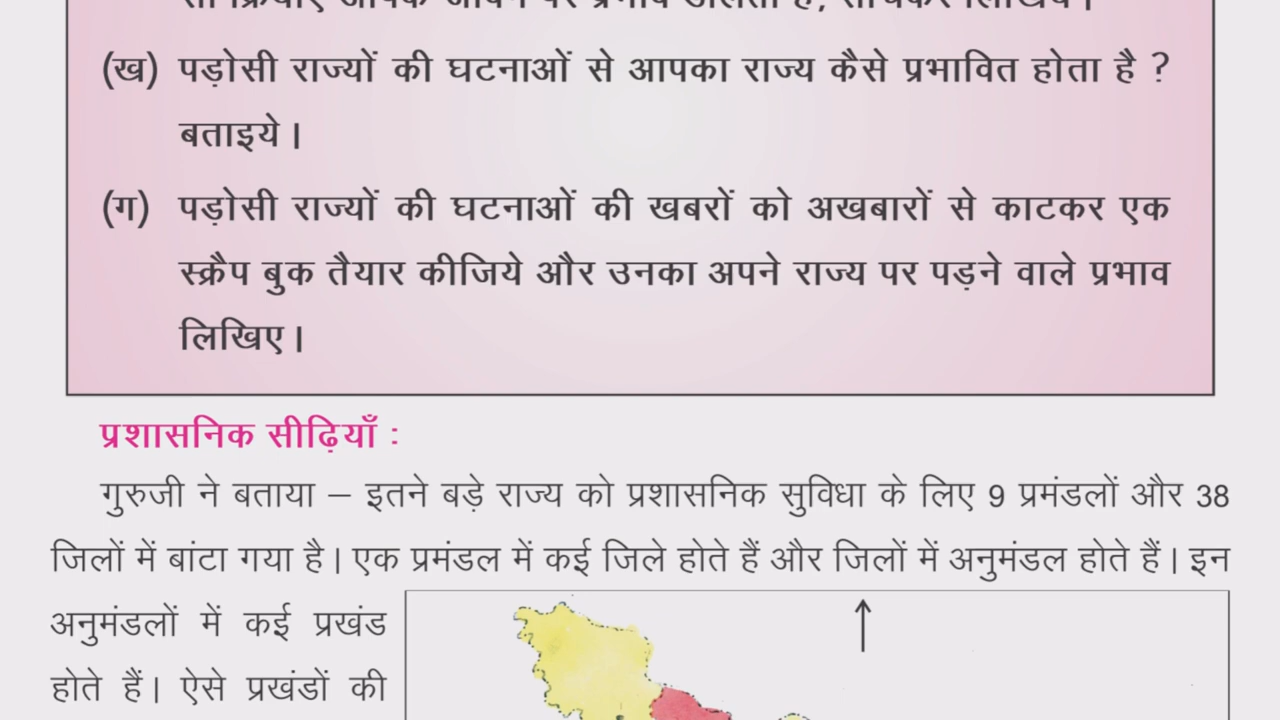 (ख) पड़ोसी राज्यों की घटनाओं से आपका राज्य कैसे प्रभावित होता है ?
बताइये।
(ग) पड़ोसी राज्यों की घटनाओं की खबरों को अखबारों से काटकर एक
स्क्रैप बुक तैयार कीजिये और उनका अपने राज्य पर पड़ने वाले प्रभाव
लिखिए।
प्रशासनिक सीढ़ियाँ :
गुरुजी ने बताया – इतने बड़े राज्य को प्रशासनिक सुविधा के लिए 9 प्रमंडलों और 38
जिलों में बांटा गया है। एक प्रमंडल में कई जिले होते हैं और जिलों में अनुमंडल होते हैं। इन
अनुमंडलों में कई प्रखंड
होते हैं। ऐसे प्रखंडों की